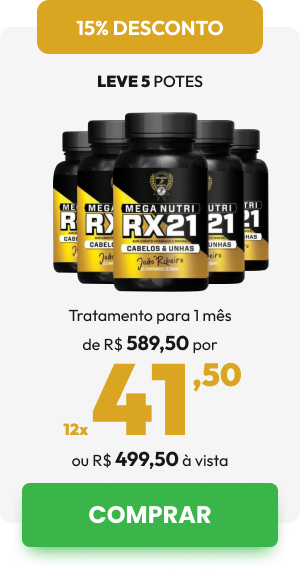 15% DESCONTO
LEVE 5 POTES
MEGA NUTRI
RX21
CABELOS & UNHAS
João Ribeiro
Tratamento para 1 mês
de R$ 589,50 por
12x 41,50
ou R$ 499,50 à vista
COMPRAR